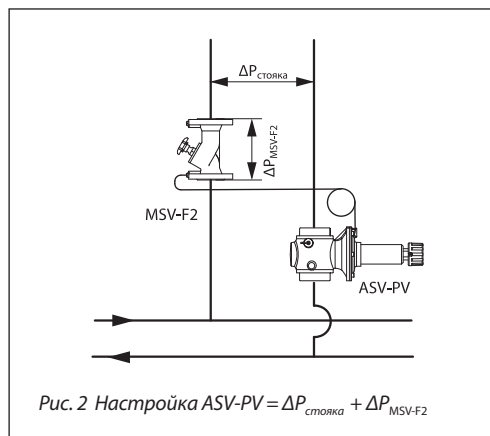 ΔPстояка
ΔPMSV-F2
MSV-F2
ASV-PV
Рис. 2 Настройка ASV-PV = ΔPстояка + ΔPMSV-F2